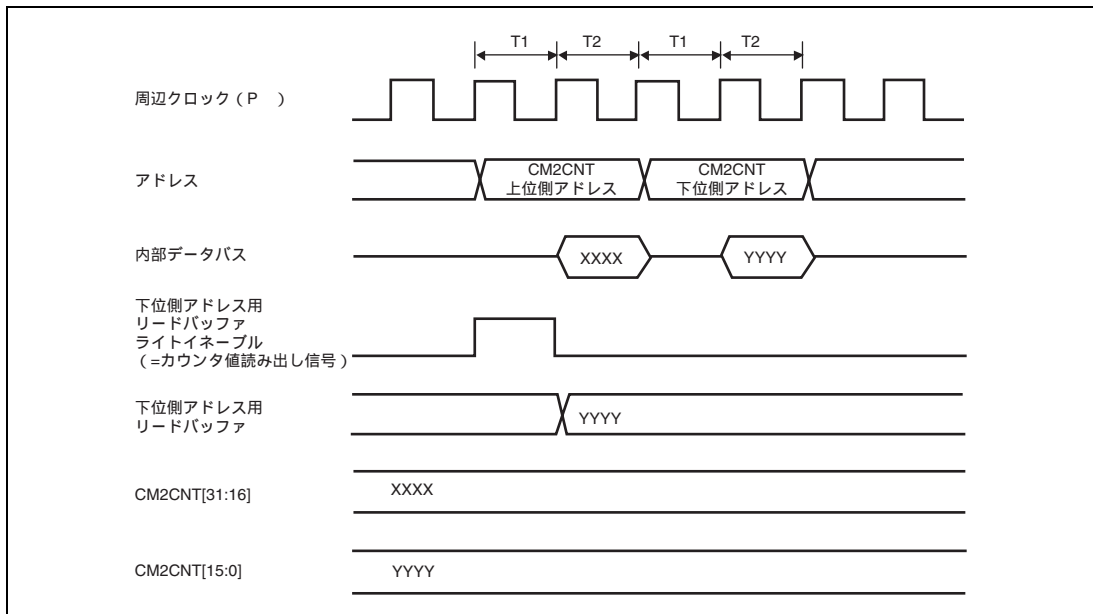 T1 T2 T1 T2
周辺クロック（P　）
アドレス
CM2CNT
上位側アドレス
CM2CNT
下位側アドレス
内部データバス
XXXX
YYYY
下位側アドレス用
リードバッファ
ライトイネーブル
（=カウンタ値読み出し信号）
下位側アドレス用
リードバッファ
YYYY
CM2CNT[31:16]
XXXX
CM2CNT[15:0]
YYYY